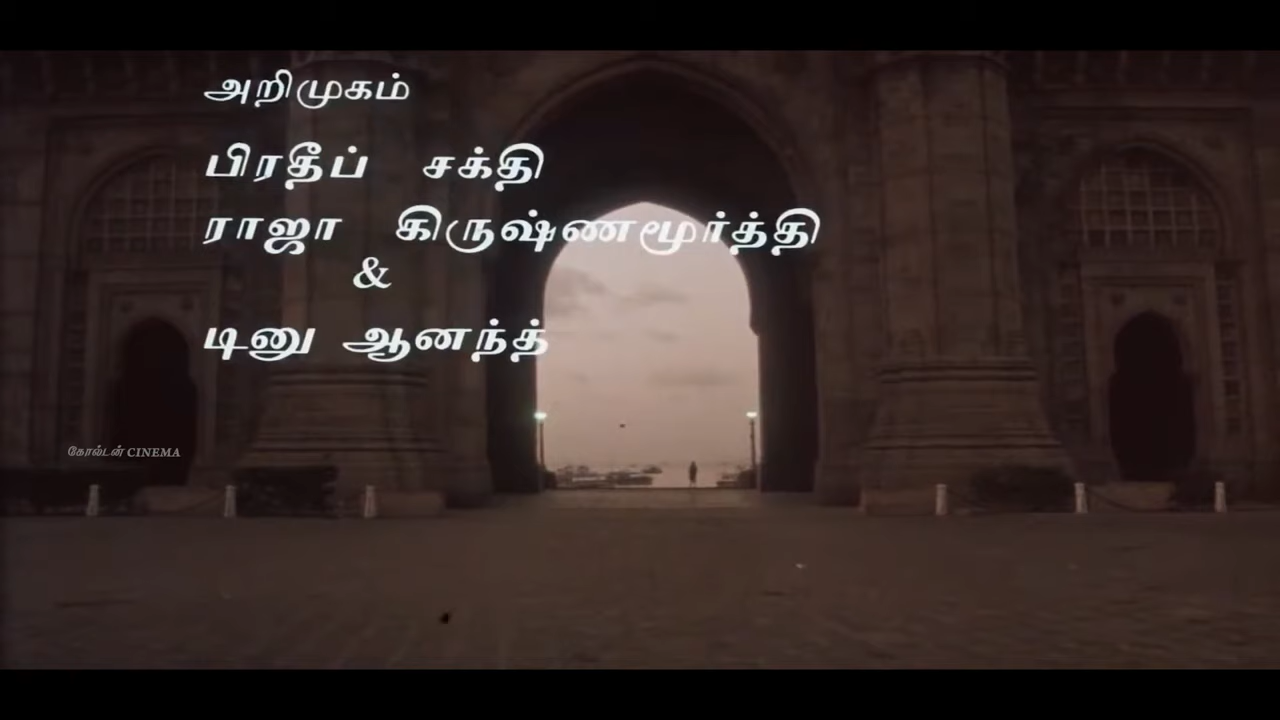 அறிமுகம்
பிரதீப் சக்தி
ராஜா கிருஷ்ணமூர்த்தி
&
டினு ஆனந்த்
கோல்டன் CINEMA